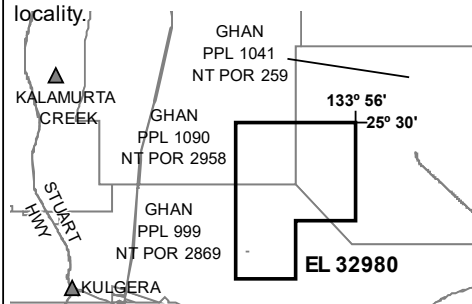 locality.
GHAN
PPL 1041
NT POR 259
KALAMURTA
CREEK
133º 56'
25º 30'
GHAN
PPL 1090
NT POR 2958
STUART
HWY
GHAN
PPL 999
NT POR 2869
EL 32980
KULGERA